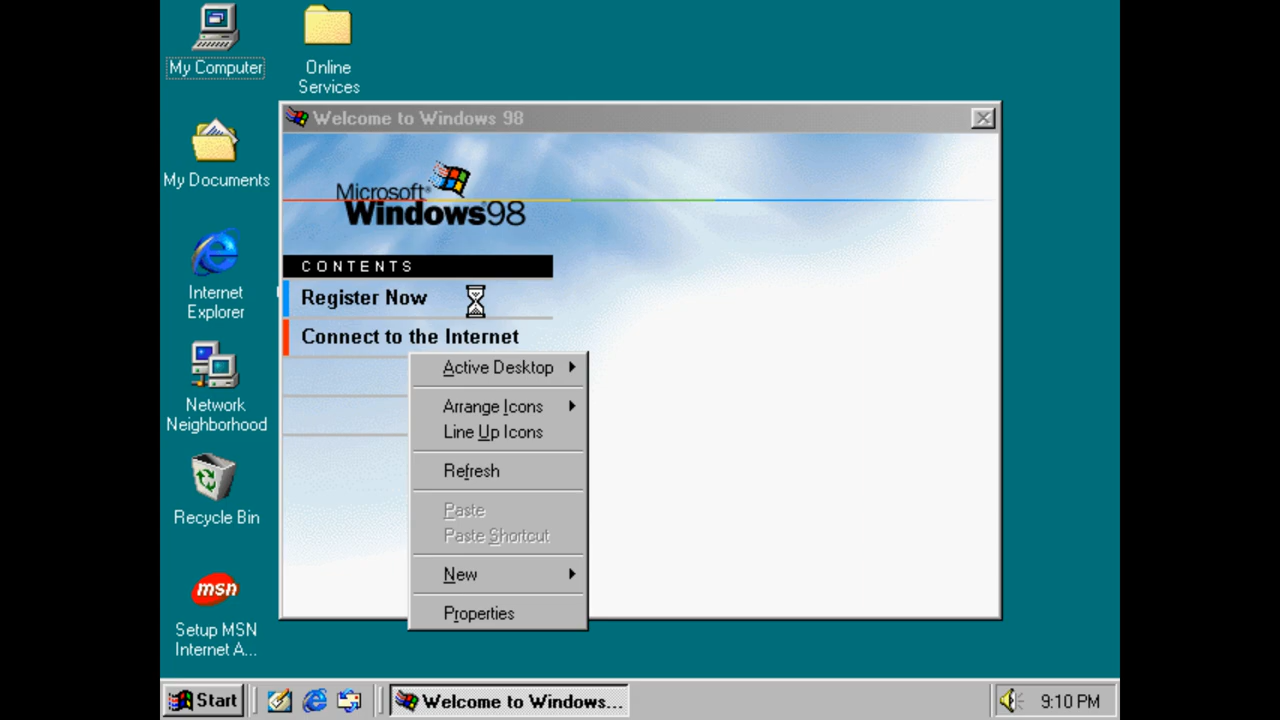 My Computer
Online
Services
My Documents
Internet
Explorer
Network
Neighborhood
Recycle Bin
msn
Setup MSN
Internet A...
Welcome to Windows 98
Microsoft®
Windows 98
CONTENTS
Register Now
Connect to the Internet
Active Desktop
Arrange Icons
Line Up Icons
Refresh
Paste
Paste Shortcut
New
Properties
Start
Welcome to Windows...
9:10 PM